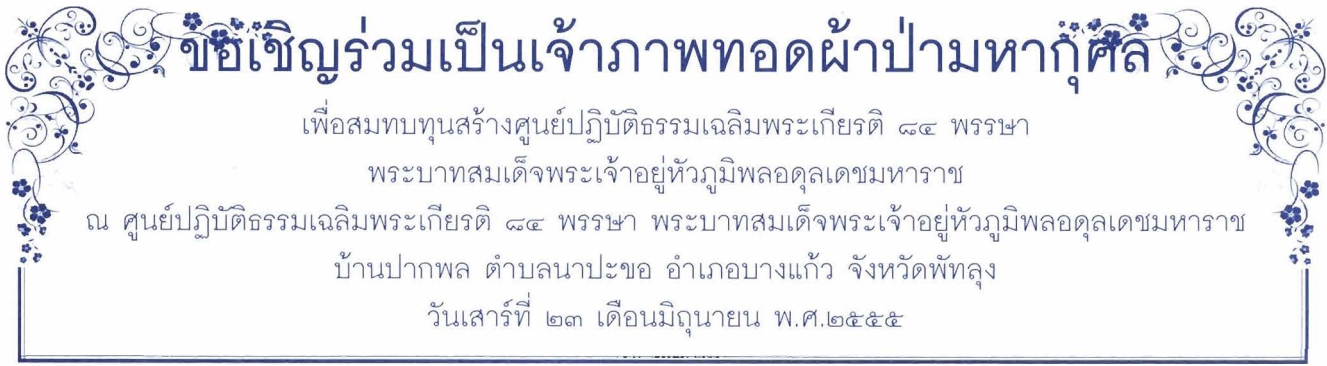 ขอเชิญร่วมเป็นเจ้าภาพทอดผ้าป่ามหากุศล
เพื่อสมทบทุนสร้างศูนย์ปฏิบัติธรรมเฉลิมพระเกียรติ ๘๔ พรรษา
พระบาทสมเด็จพระเจ้าอยู่หัวภูมิพลอดุลเดชมหาราช
ณ ศูนย์ปฏิบัติธรรมเฉลิมพระเกียรติ ๘๔ พรรษา พระบาทสมเด็จพระเจ้าอยู่หัวภูมิพลอดุลเดชมหาราช
บ้านปากพล ตำบลนาปะขอ อำเภอบางแก้ว จังหวัดพัทลุง
วันเสาร์ที่ ๒๓ เดือนมิถุนายน พ.ศ.๒๕๕๕